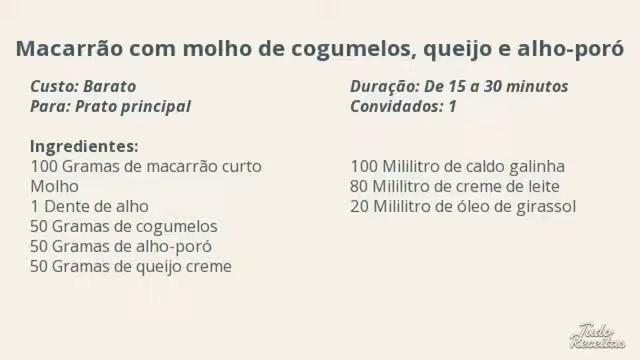 Macarrão com molho de cogumelos, queijo e alho-poró
Custo: Barato
Para: Prato principal
Duração: De 15 a 30 minutos
Convidados: 1
Ingredientes:
100 Gramas de macarrão curto
Molho
1 Dente de alho
50 Gramas de cogumelos
50 Gramas de alho-poró
50 Gramas de queijo creme
100 Mililitro de caldo galinha
80 Mililitro de creme de leite
20 Mililitro de óleo de girassol
Tudo
Receitas